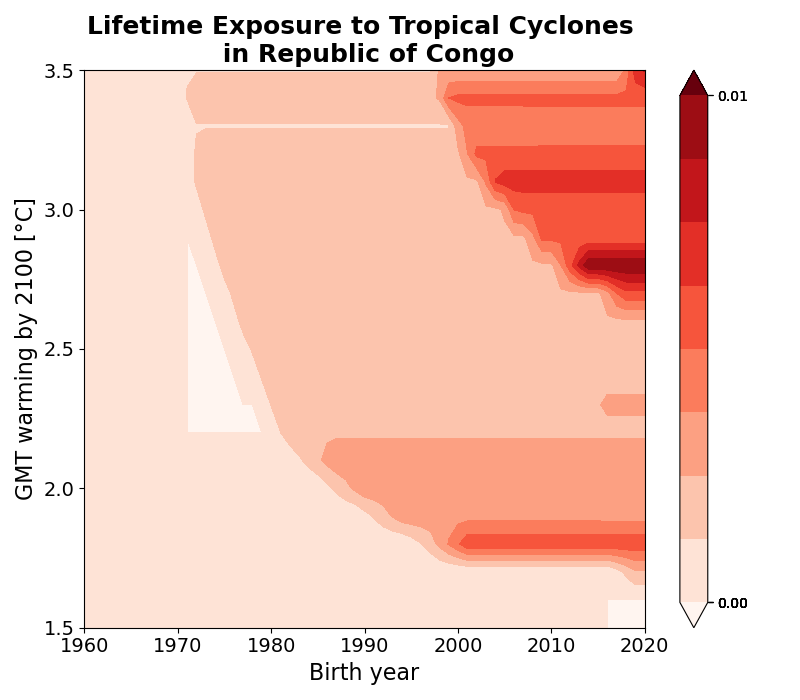 Lifetime Exposure to Tropical Cyclones
in Republic of Congo
3.5
3.0
2.5
2.0
1.5
GMT warming by 2100 [°C]
1960 1970 1980 1990 2000 2010 2020
Birth year
0.01
0.00